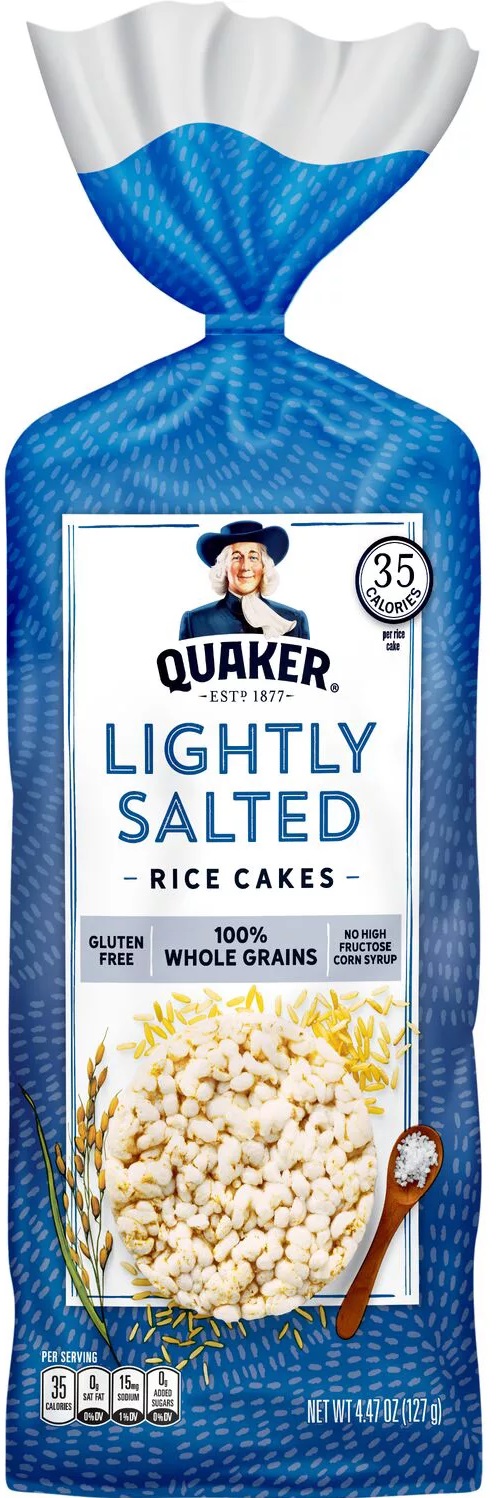 35
CALORIES
per rice
cake
QUAKER®
-ESTD 1877-
LIGHTLY
SALTED
- RICE CAKES -
GLUTEN
FREE
100%
WHOLE GRAINS
NO HIGH
FRUCTOSE
CORN SYRUP
PER SERVING
35
CALORIES
0g
SAT FAT
0% DV
15mg
SODIUM
1% DV
0g
ADDED
SUGARS
0% DV
NET WT 4.47 OZ (127 g)